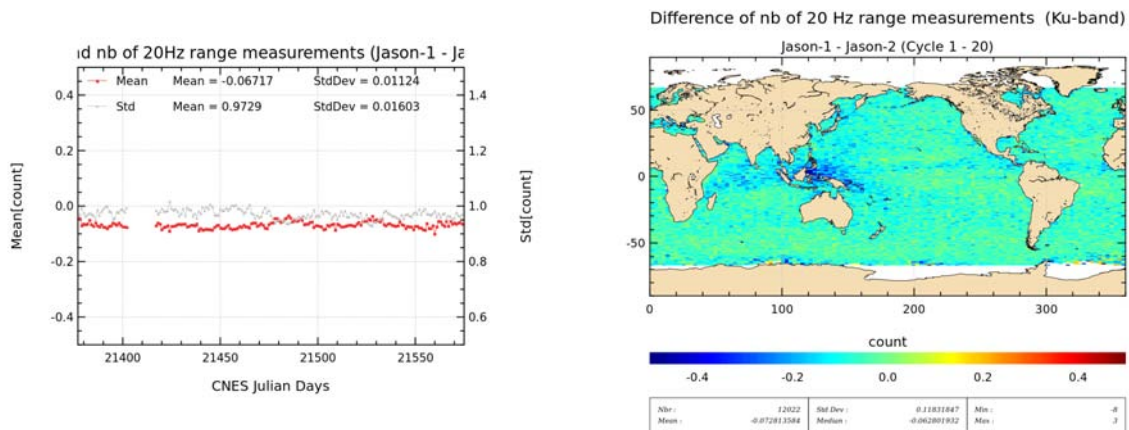 nd nb of 20Hz range measurements (Jason-1 - Ja
Mean Mean = -0.06717 StdDev = 0.01124
Std Mean = 0.9729 StdDev = 0.01603
Mean[count]
0.4
0.2
0.0
-0.2
-0.4
1.4
1.2
1.0
0.8
0.6
Std[count]
21400 21450 21500 21550
CNES Julian Days
Difference of nb of 20 Hz range measurements (Ku-band)
Jason-1 - Jason-2 (Cycle 1 - 20)
50
0
-50
0 100 200 300
count
-0.4 -0.2 0.0 0.2 0.4
Nbr : 12022 Std Dev : 0.11831847 Min : -8
Mean : -0.072813584 Median : -0.062801932 Max : 3